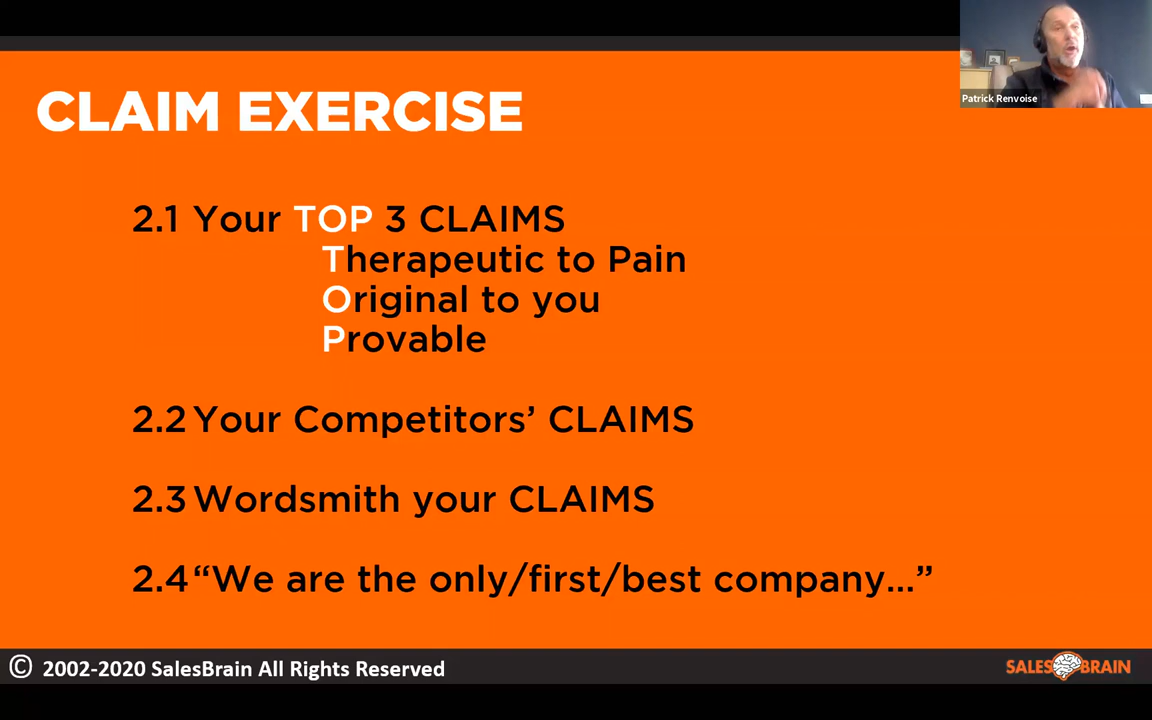 Patrick Renvoise
CLAIM EXERCISE
2.1 Your TOP 3 CLAIMS
Therapeutic to Pain
Original to you
Provable
2.2 Your Competitors’ CLAIMS
2.3 Wordsmith your CLAIMS
2.4 “We are the only/first/best company...”
© 2002-2020 SalesBrain All Rights Reserved
SALES BRAIN